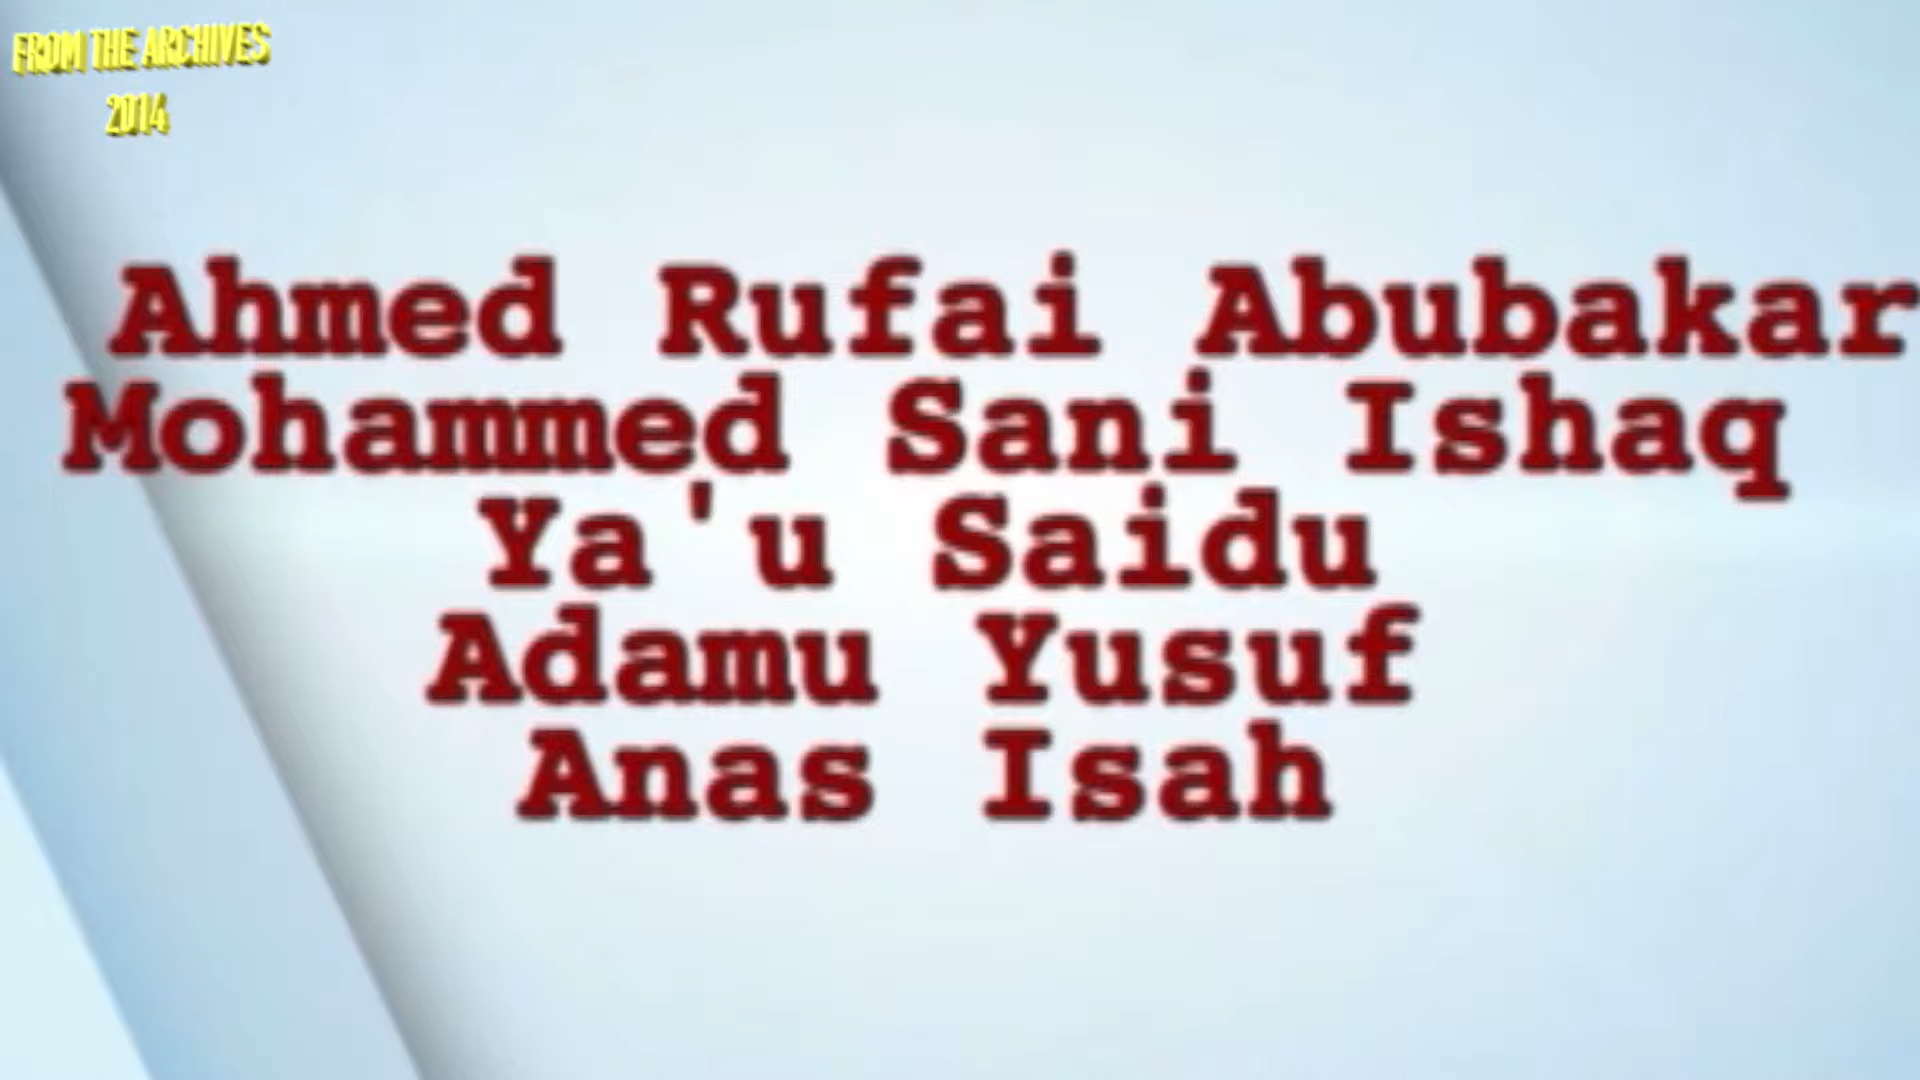 FROM THE ARCHIVES
2014
Ahmed Rufai Abubakar
Mohammed Sani Ishaq
Ya'u Saidu
Adamu Yusuf
Anas Isah